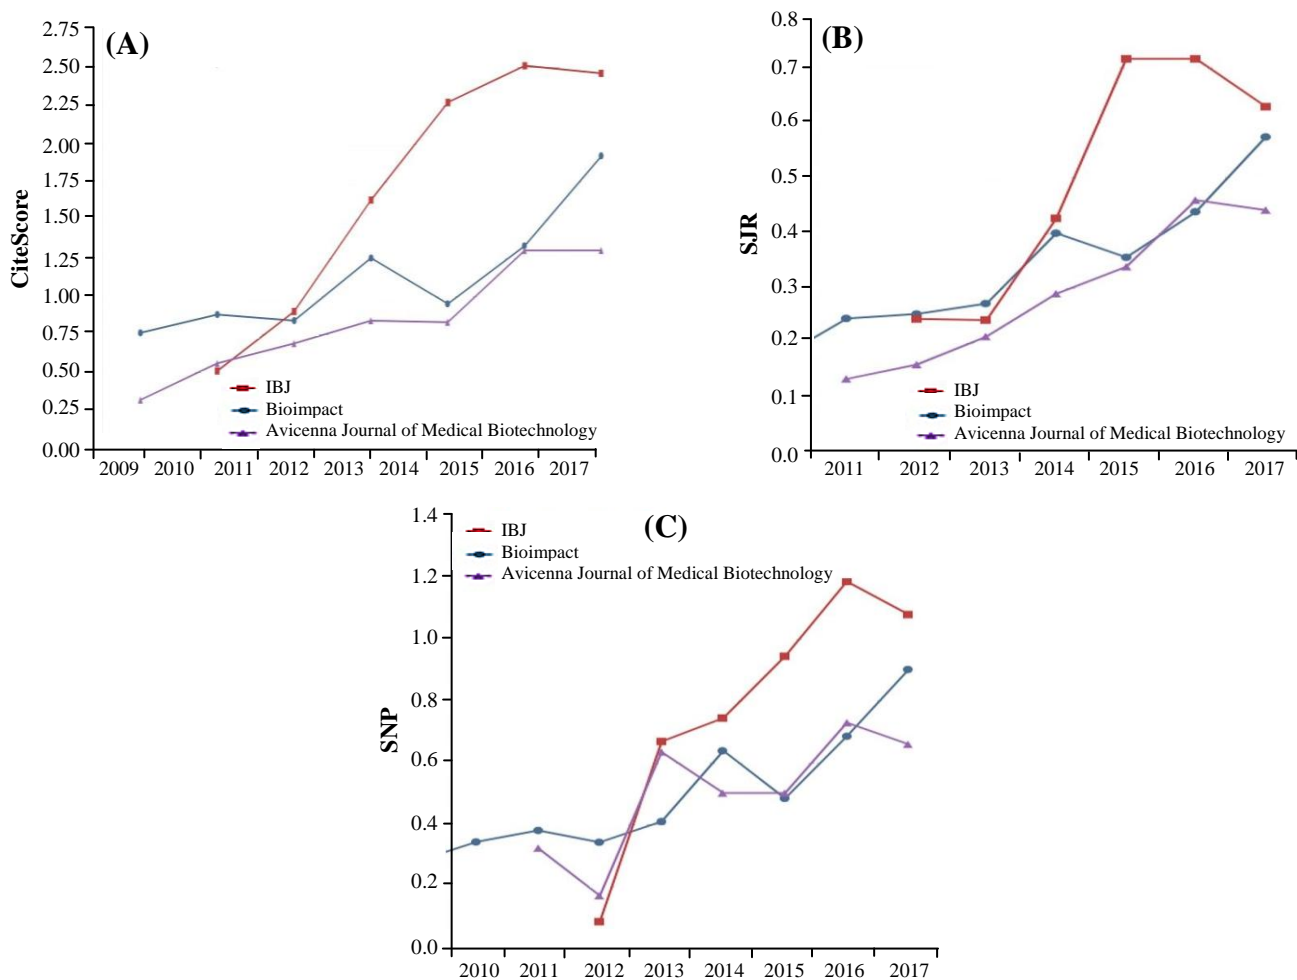 (A)
CiteScore
2.75
2.50
2.25
2.00
1.75
1.50
1.25
1.00
0.75
0.50
0.25
0.00
IBJ
Bioimpact
Avicenna Journal of Medical Biotechnology
2009 2010 2011 2012 2013 2014 2015 2016 2017
(B)
SJR
0.8
0.7
0.6
0.5
0.4
0.3
0.2
0.1
0.0
IBJ
Bioimpact
Avicenna Journal of Medical Biotechnology
2011 2012 2013 2014 2015 2016 2017
(C)
SNP
1.4
1.2
1.0
0.8
0.6
0.4
0.2
0.0
IBJ
Bioimpact
Avicenna Journal of Medical Biotechnology
2010 2011 2012 2013 2014 2015 2016 2017